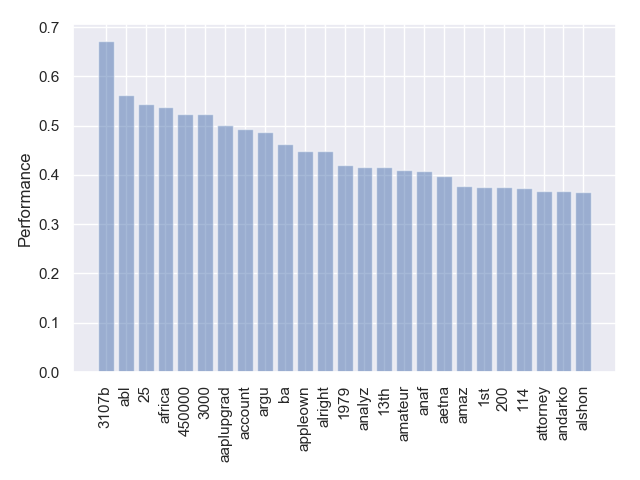 0.7
0.6
0.5
0.4
0.3
0.2
0.1
0.0
Performance
3107b
abl
25
africa
450000
3000
aaplupgrad
account
argu
ba
appleown
alright
1979
analyz
13th
amateur
anaf
aetna
amaz
1st
200
114
attorney
andarko
alshon